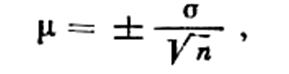 μ = ± σ / √n ,